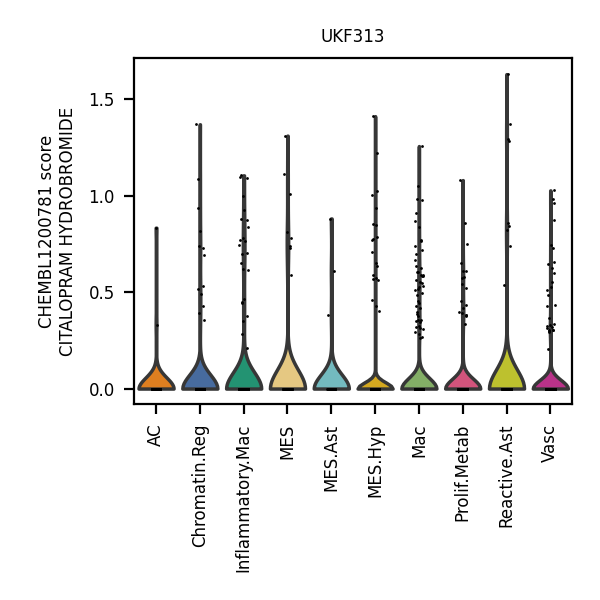 UKF313
CHEMBL1200781 score
CITALOPRAM HYDROBROMIDE
1.5
1.0
0.5
0.0
AC
Chromatin.Reg
Inflammatory.Mac
MES
MES.Ast
MES.Hyp
Mac
Prolif.Metab
Reactive.Ast
Vasc